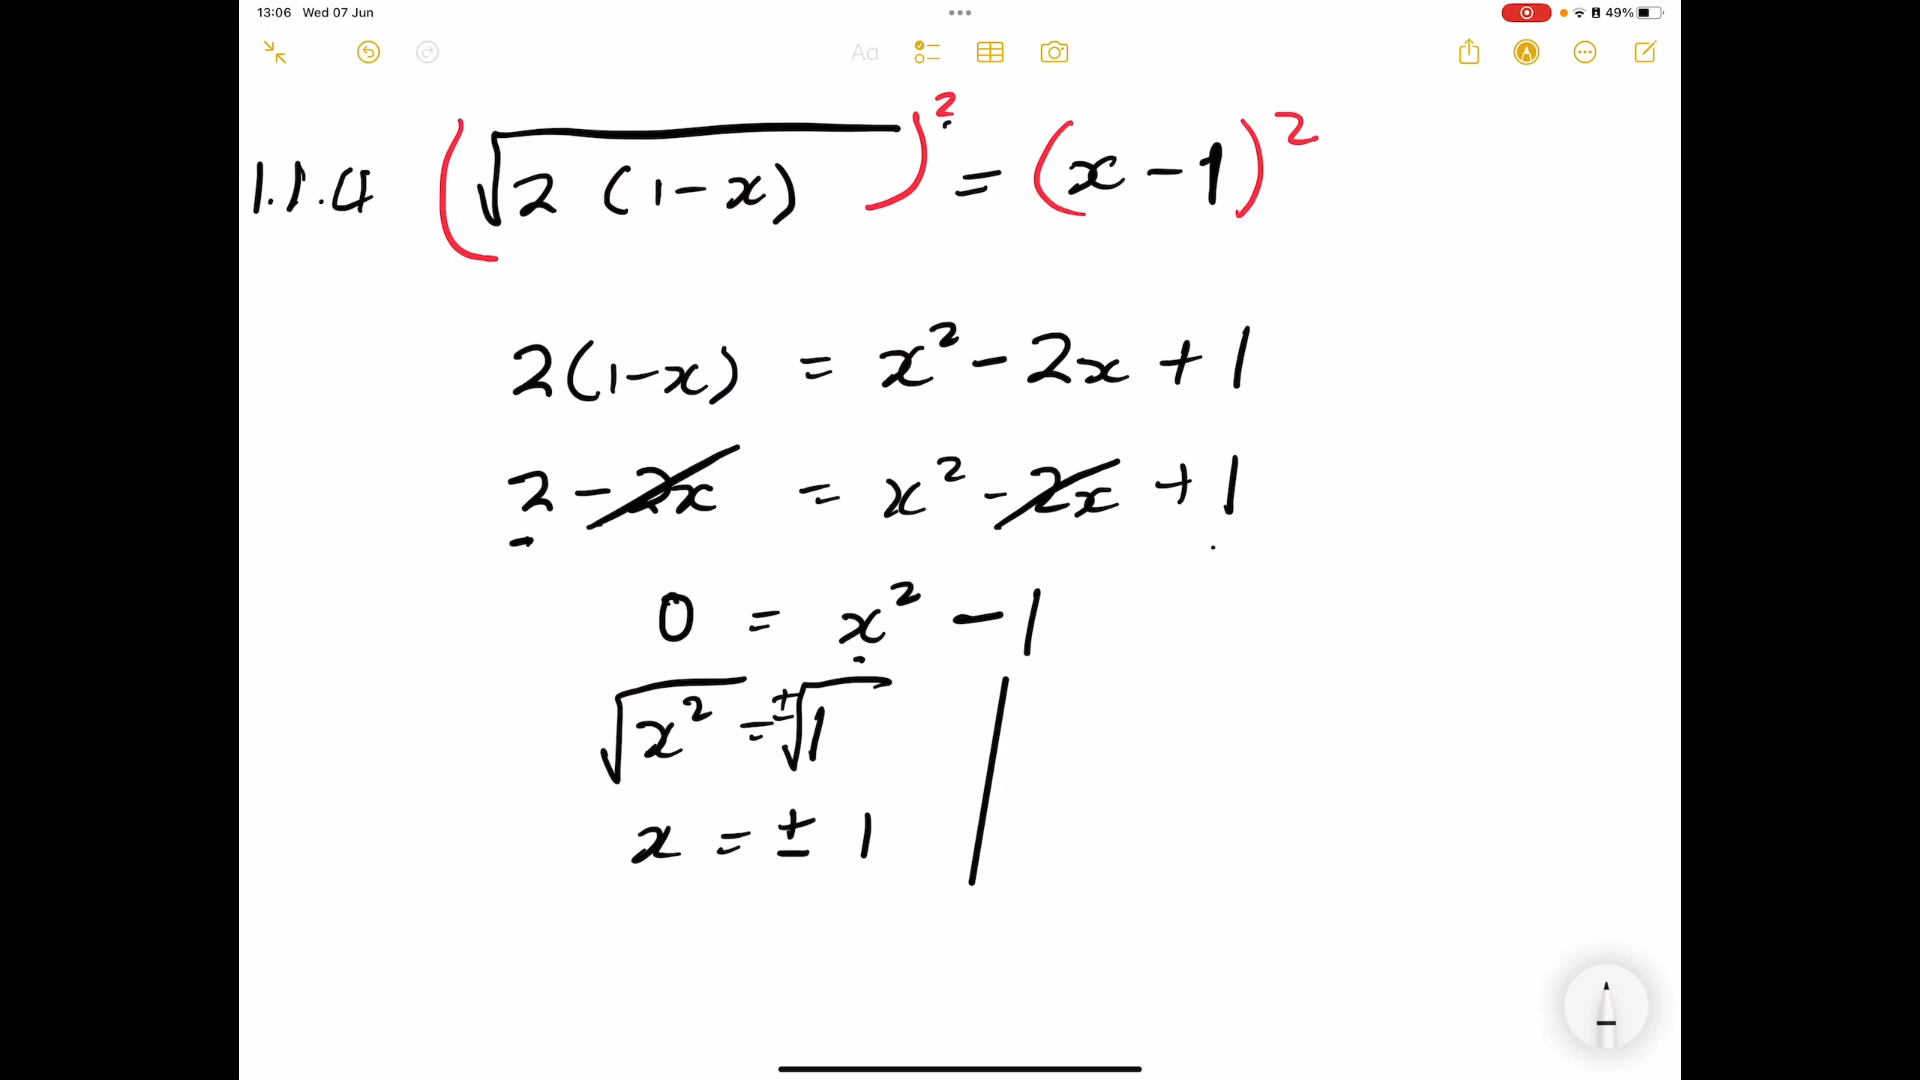 13:06 Wed 07 Jun
49%
Aa
1.1.4 (√2 (1-x))² = (x-1)²
2(1-x) = x² - 2x + 1
2 - 2x = x² - 2x + 1
0 = x² - 1
√x² = ±√1
x = ± 1